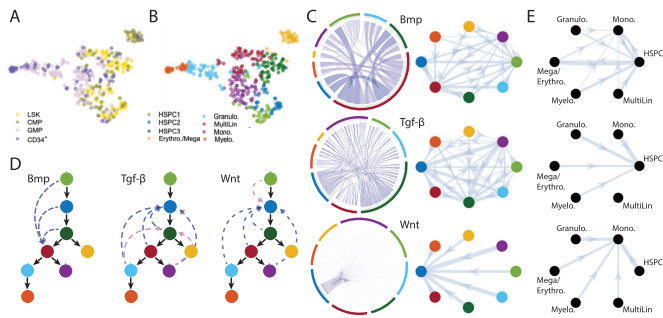 A
B
C
E
Bmp
Granulo.
Mono.
HSPC
Mega/
Erythro.
Myelo.
MultiLin
LSK
CMP
GMP
CD34+
HSPC1
HSPC2
HSPC3
Erythro./Mega
Granulo.
MultiLin
Mono.
Myelo.
Tgf-β
Granulo.
Mono.
HSPC
Myelo.
MultiLin
D
Bmp
Tgf-β
Wnt
Wnt
Granulo.
Mono.
HSPC
Mega/
Erythro.
Myelo.
MultiLin